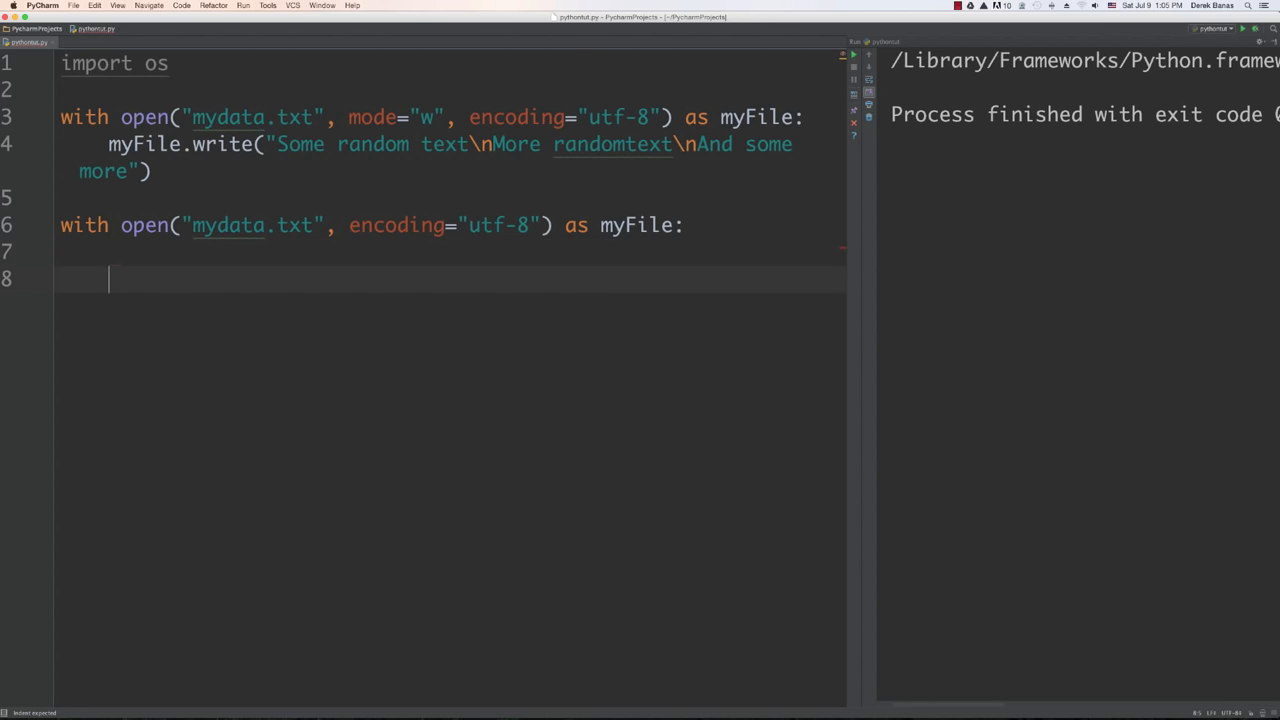 PyCharm File Edit View Navigate Code Refactor Run Tools VCS Window Help
10 Sat Jul 9 1:05 PM Derek Banas
pythontut.py - PycharmProjects - [~/PycharmProjects]
PycharmProjects pythontut.py
pythontut
pythontut.py
Run pythontut
1 import os
2
3 with open("mydata.txt", mode="w", encoding="utf-8") as myFile:
4 myFile.write("Some random text\nMore randomtext\nAnd some
more")
5
6 with open("mydata.txt", encoding="utf-8") as myFile:
7
8
/Library/Frameworks/Python.framew
Process finished with exit code 0
Indent expected
8:5 LF÷ UTF-8÷